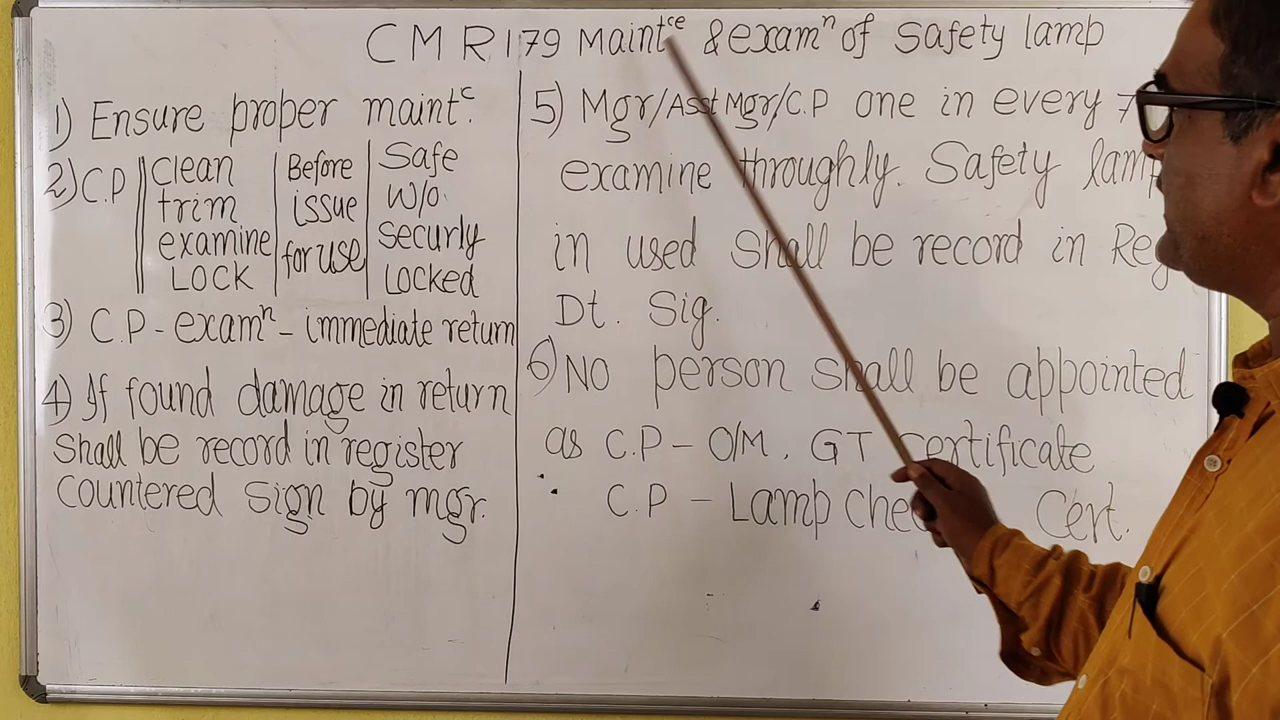 CMR 179 Maintce & examn of safety lamp
1) Ensure proper maintc.
2) C.P
Clean
trim
examine
LOCK
Before
issue
for use
Safe
W/o.
securly
Locked
3) C.P - examn - immediate return
4) If found damage in return
shall be record in register
countered sign by mgr.
5) Mgr/Asst Mgr/C.P one in every 7
examine throughly. Safety lamp
in used shall be record in Reg
Dt. Sig.
6) NO person shall be appointed
as C.P - O/M, GT certificate
C.P - Lamp Cert.